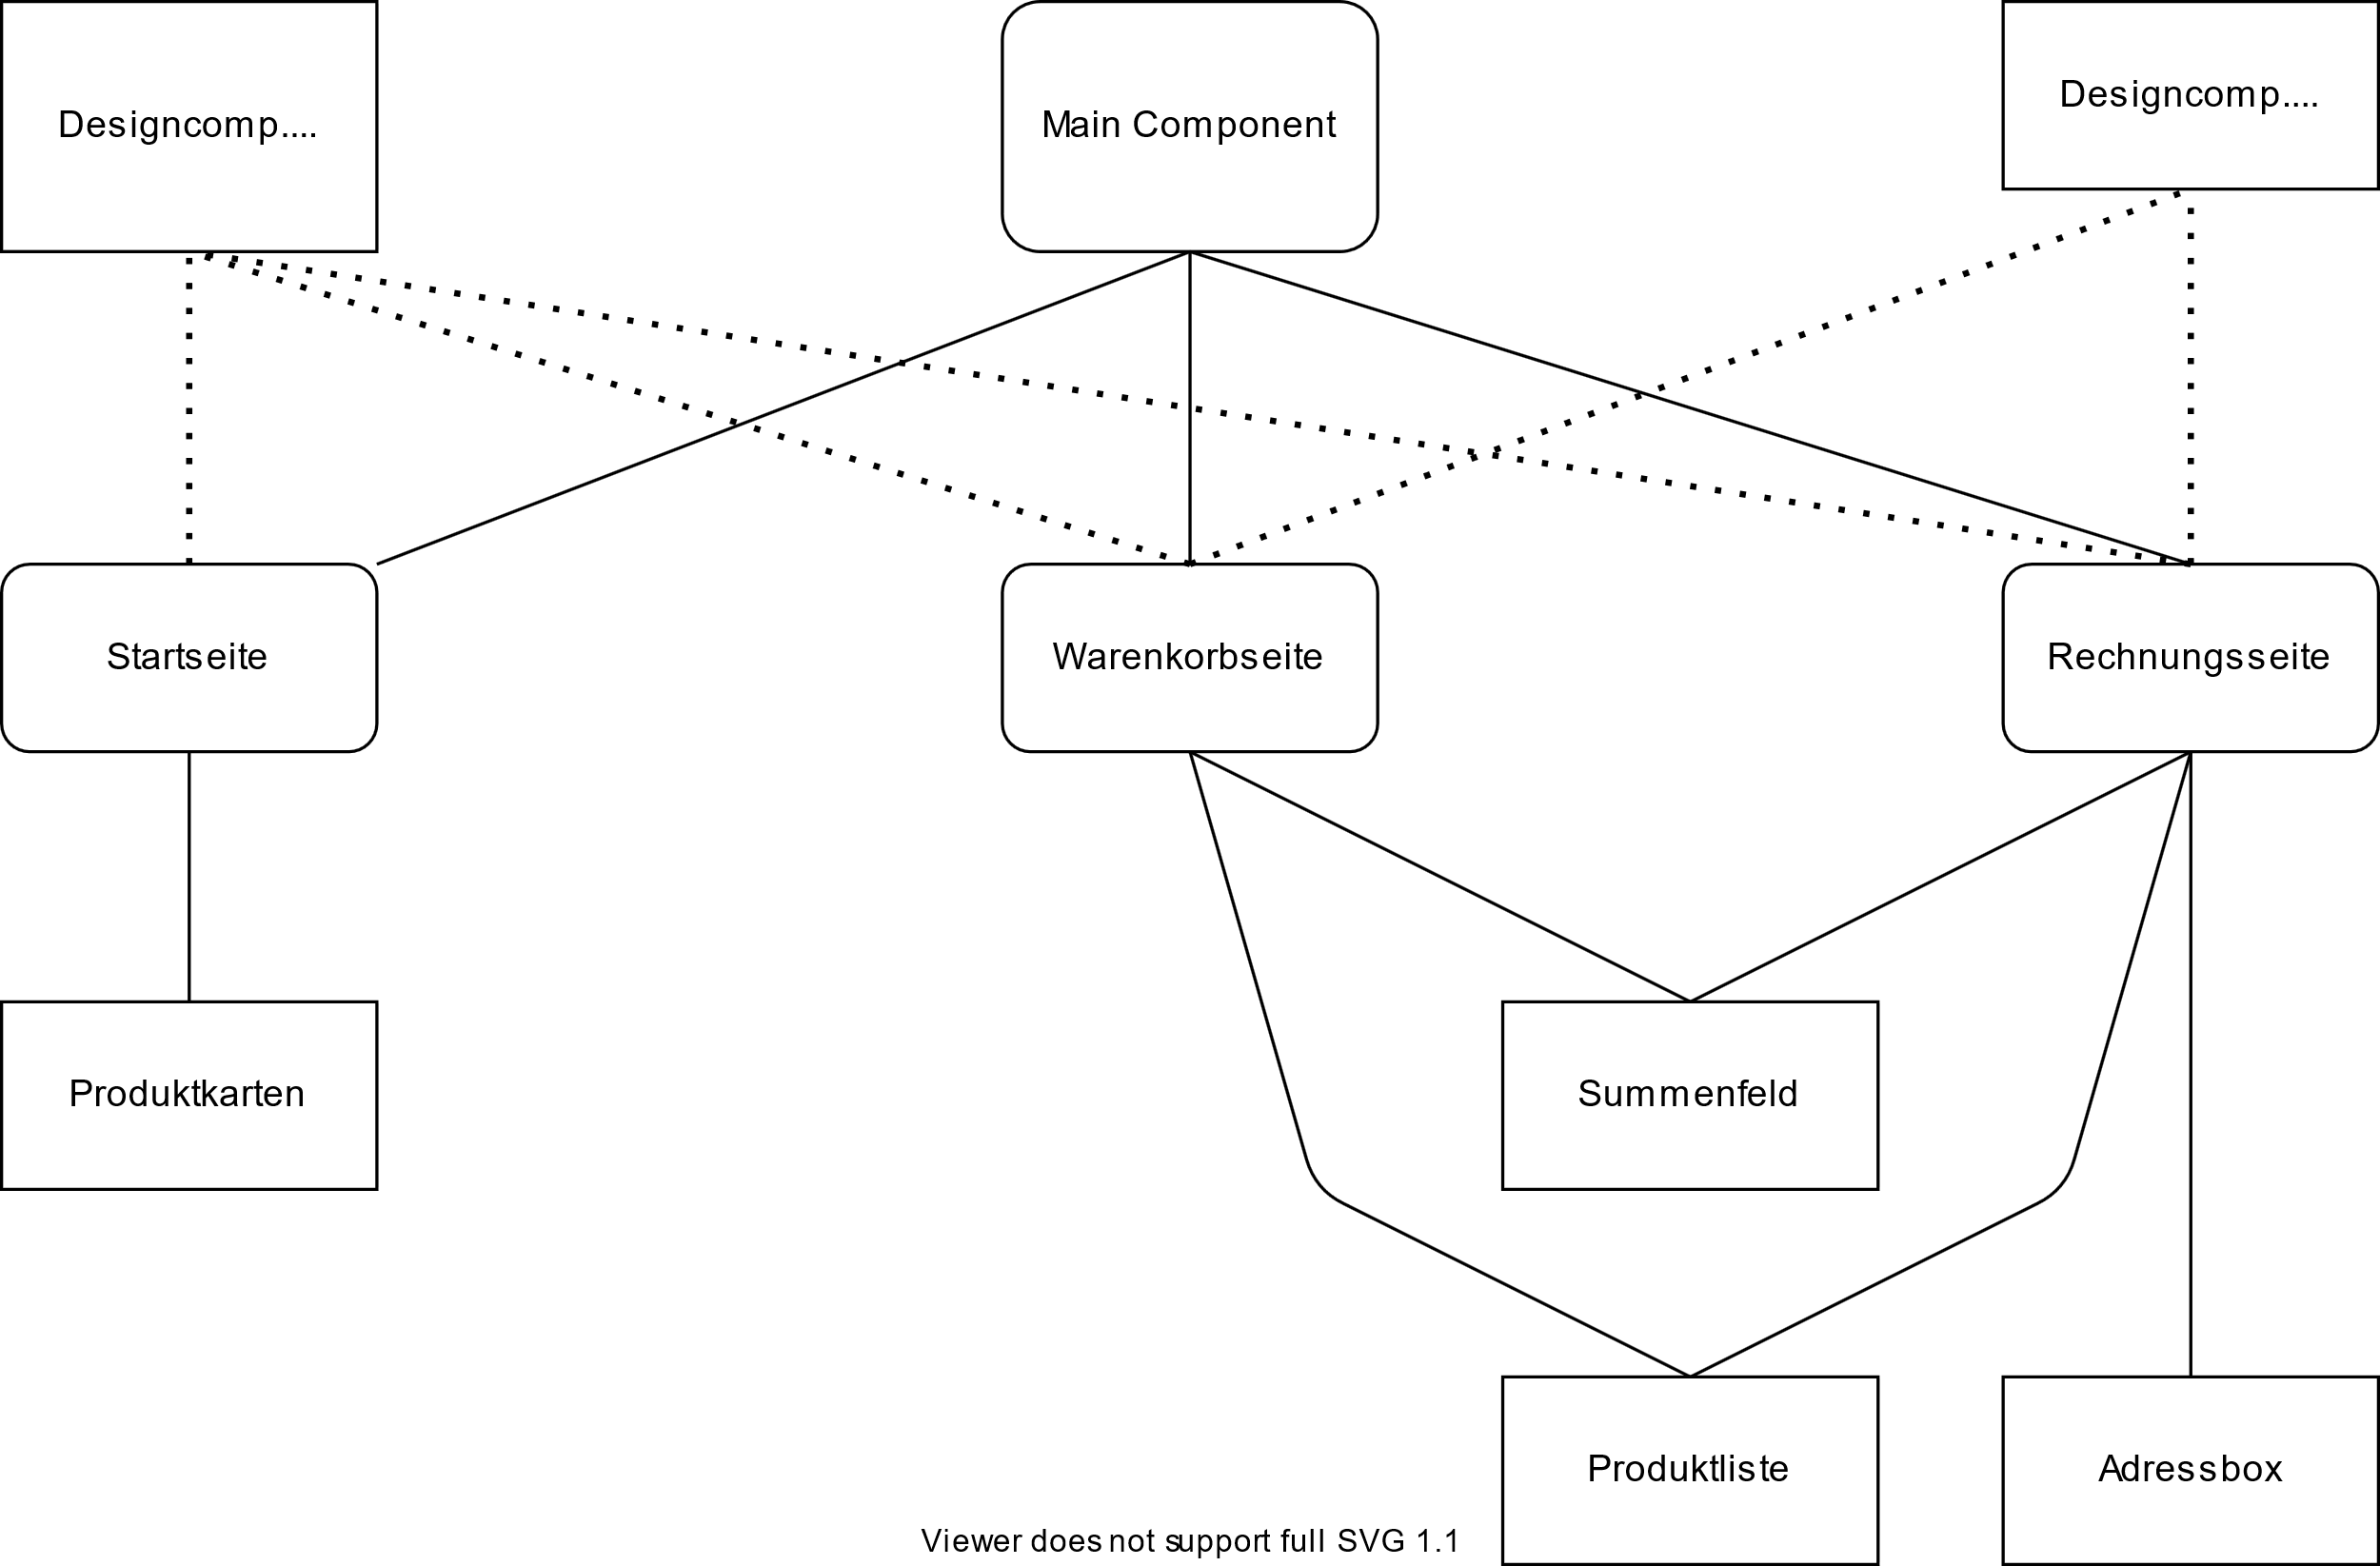 Designcomp....
Main Component
Designcomp....
Startseite
Warenkorbseite
Rechnungsseite
Produktkarten
Summenfeld
Produktliste
Adressbox
Viewer does not support full SVG 1.1